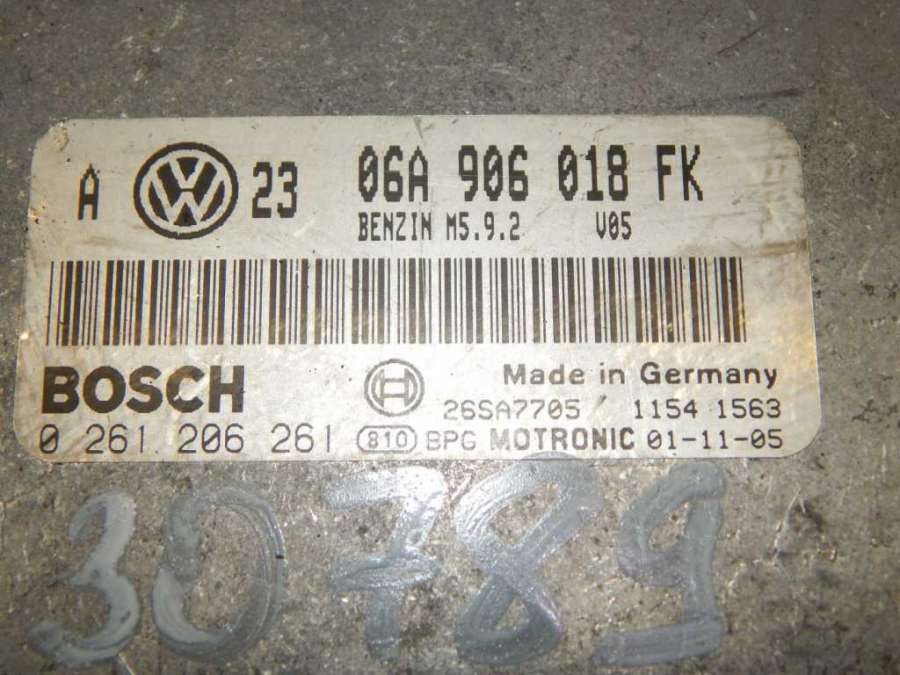 A VW 23 06A 906 018 FK
BENZIN M5.9.2 V05
BOSCH Made in Germany
26SA7705 / 1154 1563
0 261 206 261 810 BPG MOTRONIC 01-11-05
30789